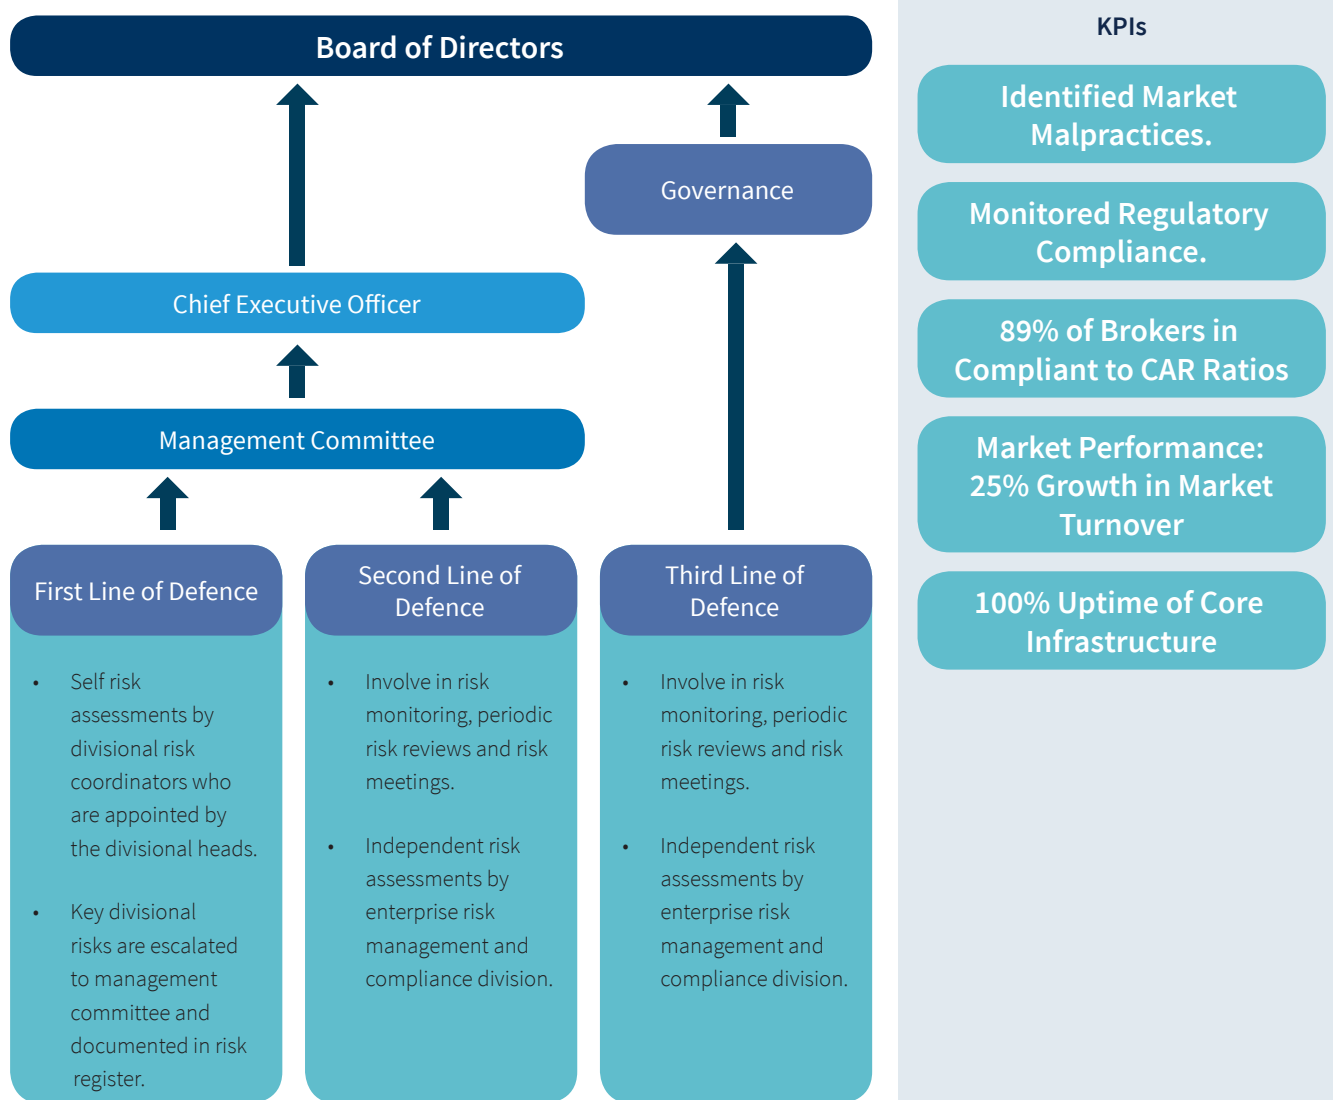 Board of Directors
Governance
Chief Executive Officer
Management Committee
First Line of Defence
• Self risk
assessments by
divisional risk
coordinators who
are appointed by
the divisional heads.
• Key divisional
risks are escalated
to management
committee and
documented in risk
register.
Second Line of
Defence
• Involve in risk
monitoring, periodic
risk reviews and risk
meetings.
• Independent risk
assessments by
enterprise risk
management and
compliance division.
Third Line of
Defence
• Involve in risk
monitoring, periodic
risk reviews and risk
meetings.
• Independent risk
assessments by
enterprise risk
management and
compliance division.
KPIs
Identified Market
Malpractices.
Monitored Regulatory
Compliance.
89% of Brokers in
Compliant to CAR Ratios
Market Performance:
25% Growth in Market
Turnover
100% Uptime of Core
Infrastructure